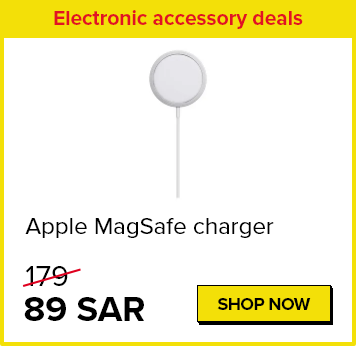 Electronic accessory deals
Apple MagSafe charger
179
89 SAR
SHOP NOW